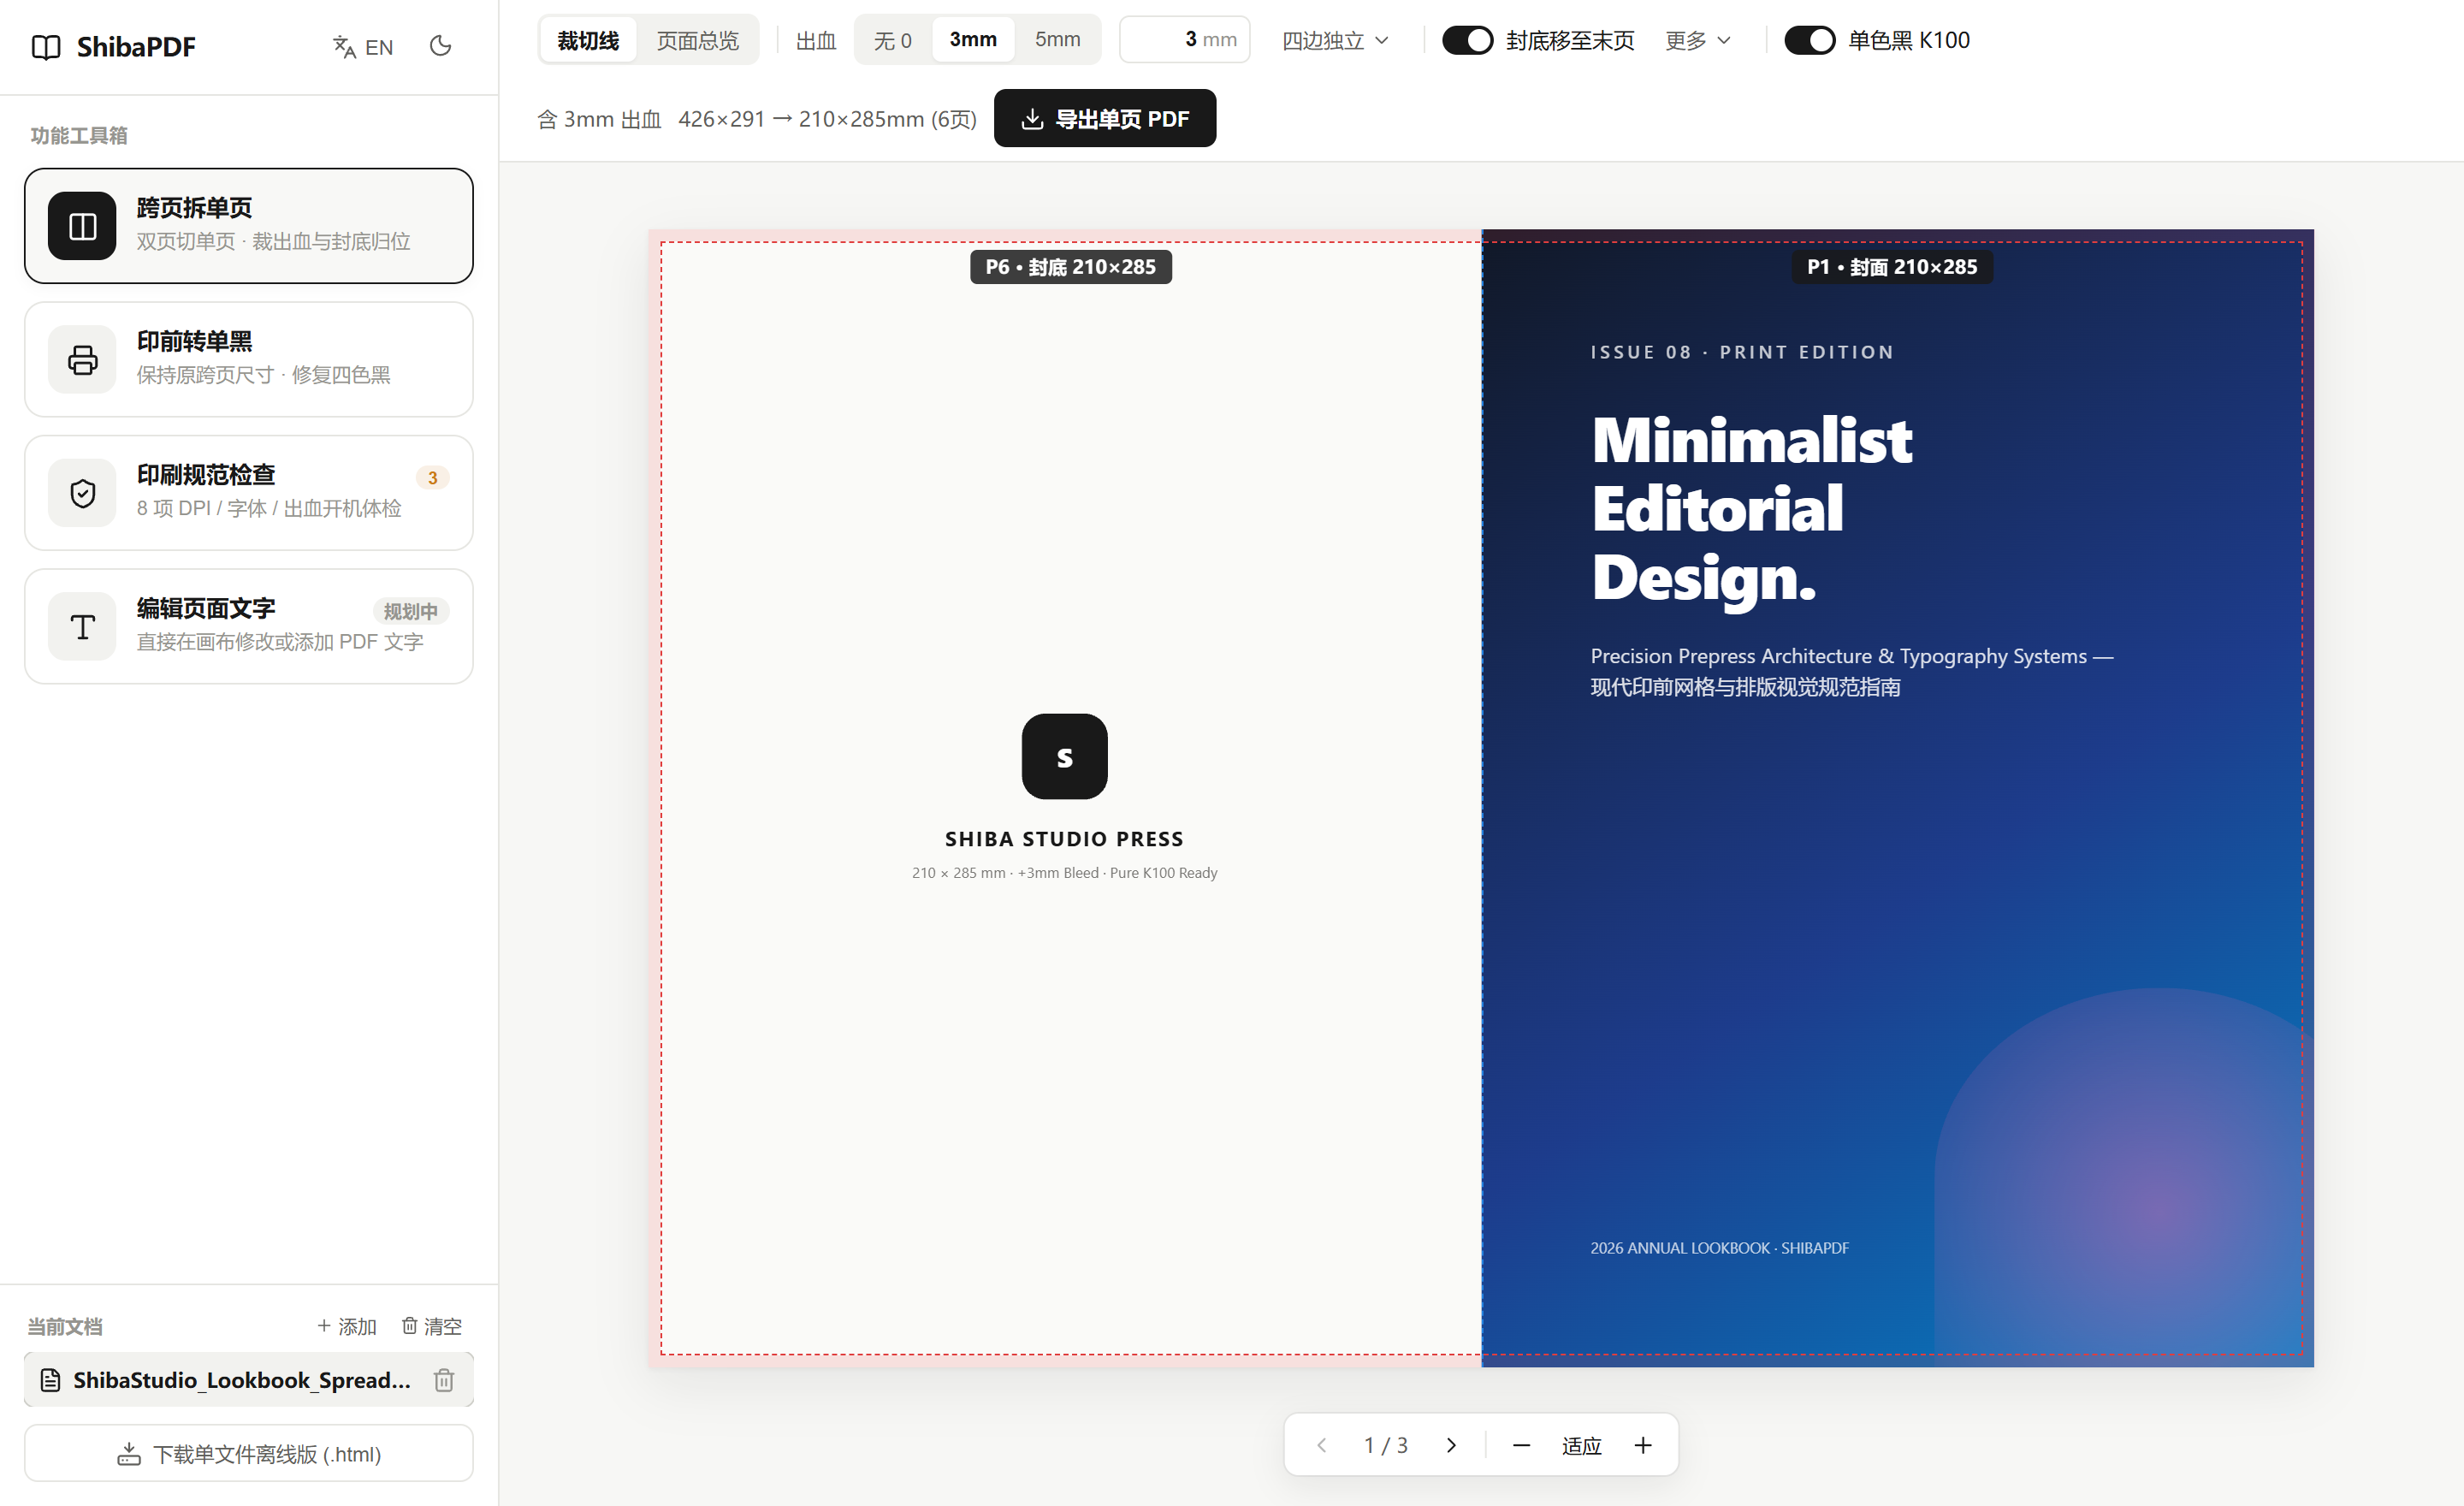 ShibaPDF
EN
功能工具箱
跨页拆单页
双页切单页 · 裁出血与封底归位
印前转单黑
保持原跨页尺寸 · 修复四色黑
印刷规范检查
3
8 项 DPI / 字体 / 出血开机体检
编辑页面文字
规划中
直接在画布修改或添加 PDF 文字
当前文档
添加
清空
ShibaStudio_Lookbook_Spread...
下载单文件离线版 (.html)
裁切线
页面总览
出血
无 0
3mm
5mm
3 mm
四边独立
封底移至末页
更多
单色黑 K100
含 3mm 出血
426×291 → 210×285mm (6页)
导出单页 PDF
P6 • 封底 210×285
S
SHIBA STUDIO PRESS
210 × 285 mm · +3mm Bleed · Pure K100 Ready
P1 • 封面 210×285
ISSUE 08 · PRINT EDITION
Minimalist
Editorial
Design.
Precision Prepress Architecture & Typography Systems —
现代印前网格与排版视觉规范指南
2026 ANNUAL LOOKBOOK · SHIBAPDF
1 / 3
适应